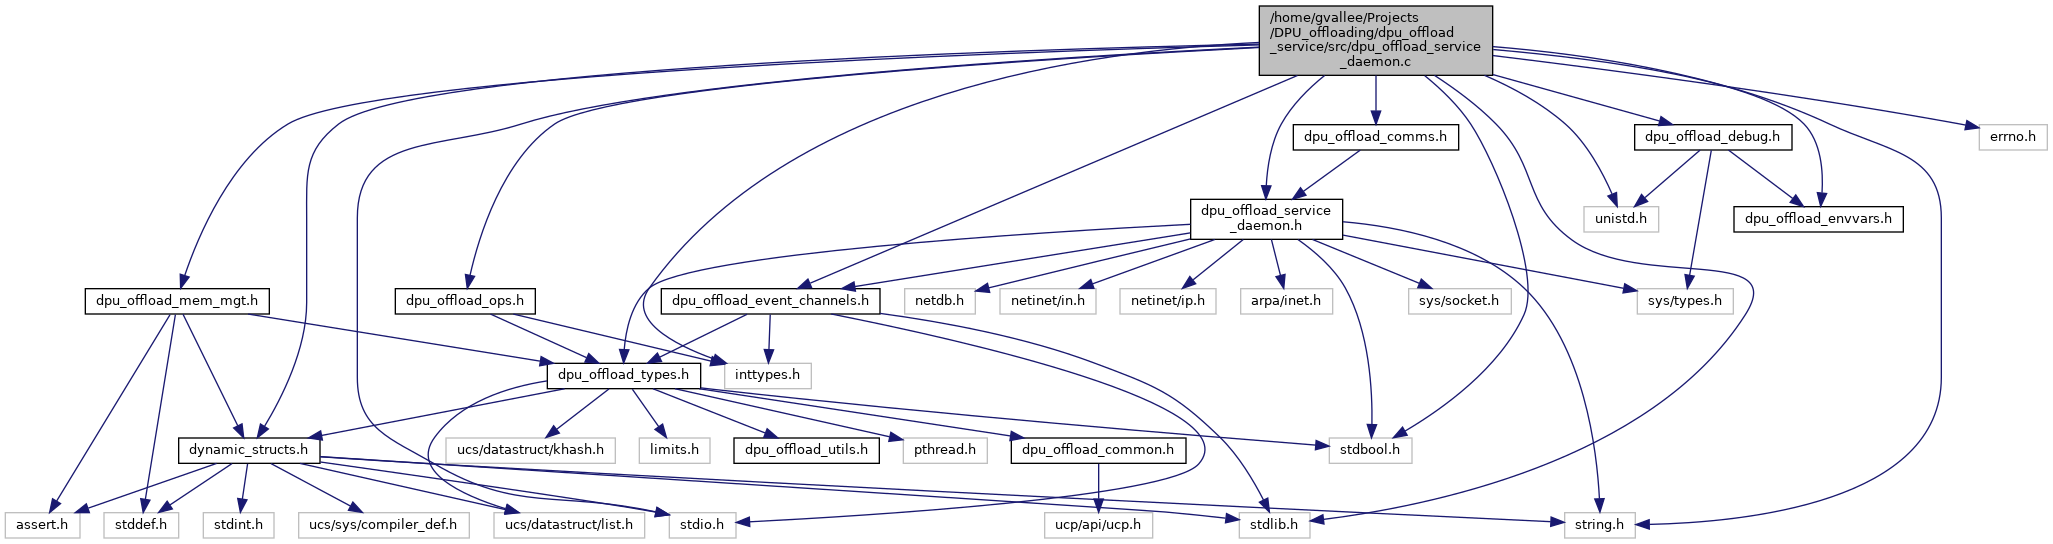 /home/gvallee/Projects
/DPU_offloading/dpu_offload
_service/src/dpu_offload_service
_daemon.c
dpu_offload_comms.h
dpu_offload_debug.h
errno.h
dpu_offload_service
_daemon.h
unistd.h
dpu_offload_envvars.h
dpu_offload_mem_mgt.h
dpu_offload_ops.h
dpu_offload_event_channels.h
netdb.h
netinet/in.h
netinet/ip.h
arpa/inet.h
sys/socket.h
sys/types.h
dpu_offload_types.h
inttypes.h
dynamic_structs.h
ucs/datastruct/khash.h
limits.h
dpu_offload_utils.h
pthread.h
dpu_offload_common.h
stdbool.h
assert.h
stddef.h
stdint.h
ucs/sys/compiler_def.h
ucs/datastruct/list.h
stdio.h
ucp/api/ucp.h
stdlib.h
string.h